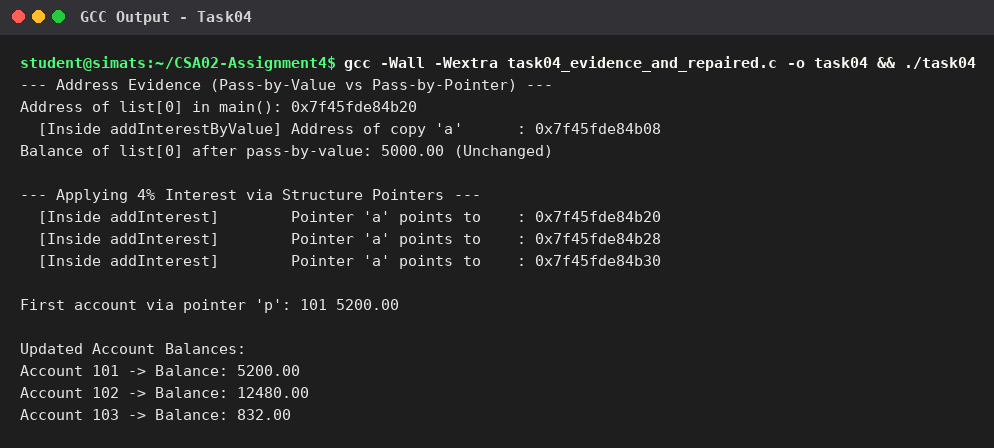 GCC Output - Task04
student@simats:~/CSA02-Assignment4$ gcc -Wall -Wextra task04_evidence_and_repaired.c -o task04 && ./task04
--- Address Evidence (Pass-by-Value vs Pass-by-Pointer) ---
Address of list[0] in main(): 0x7f45fde84b20
  [Inside addInterestByValue] Address of copy 'a'      : 0x7f45fde84b08
Balance of list[0] after pass-by-value: 5000.00 (Unchanged)

--- Applying 4% Interest via Structure Pointers ---
  [Inside addInterest]        Pointer 'a' points to    : 0x7f45fde84b20
  [Inside addInterest]        Pointer 'a' points to    : 0x7f45fde84b28
  [Inside addInterest]        Pointer 'a' points to    : 0x7f45fde84b30

First account via pointer 'p': 101 5200.00

Updated Account Balances:
Account 101 -> Balance: 5200.00
Account 102 -> Balance: 12480.00
Account 103 -> Balance: 832.00